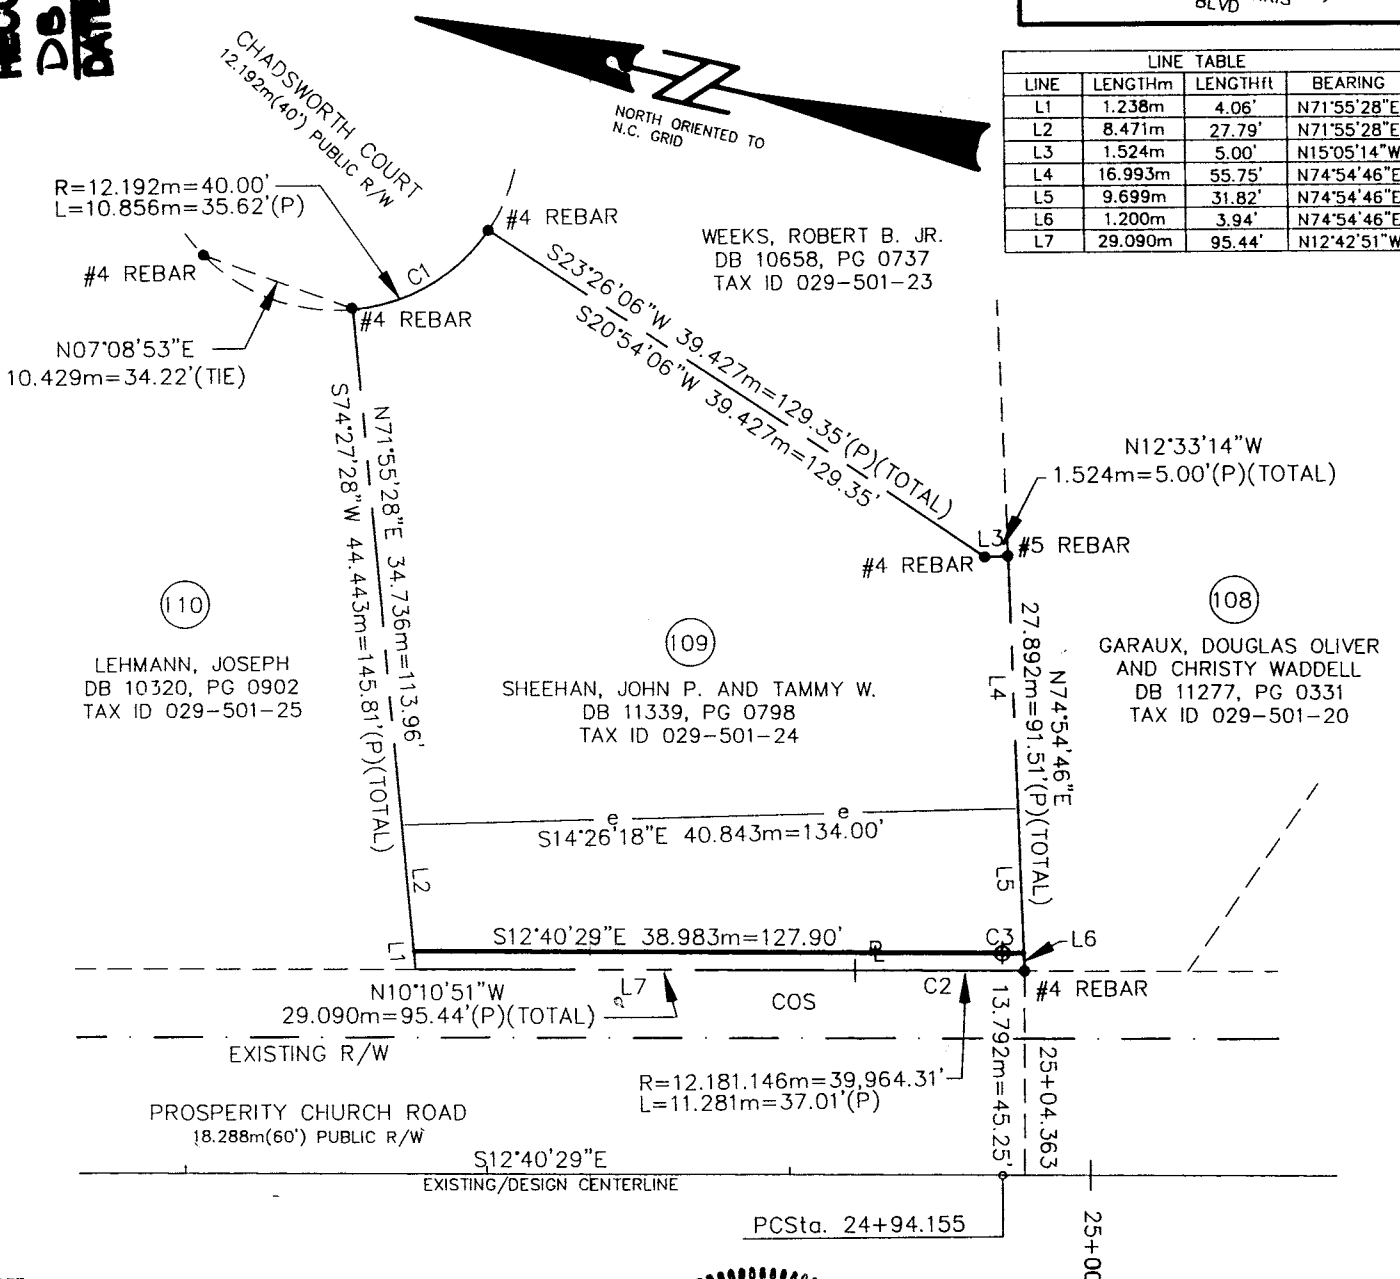 DB
DATE
BLVD
CHADSWORTH COURT
12.192m(40') PUBLIC R/W
NORTH ORIENTED TO
N.C. GRID
LINE TABLE
LINE LENGTHm LENGTHft BEARING
L1 1.238m 4.06' N71°55'28"E
L2 8.471m 27.79' N71°55'28"E
L3 1.524m 5.00' N15°05'14"W
L4 16.993m 55.75' N74°54'46"E
L5 9.699m 31.82' N74°54'46"E
L6 1.200m 3.94' N74°54'46"E
L7 29.090m 95.44' N12°42'51"W
R=12.192m=40.00'
L=10.856m=35.62'(P)
C1
#4 REBAR
#4 REBAR
#4 REBAR
N07°08'53"E
10.429m=34.22'(TIE)
WEEKS, ROBERT B. JR.
DB 10658, PG 0737
TAX ID 029-501-23
S23°26'06"W 39.427m=129.35'(P)(TOTAL)
S20°54'06"W 39.427m=129.35'
N12°33'14"W
1.524m=5.00'(P)(TOTAL)
L3
#4 REBAR
#5 REBAR
N71°55'28"E 34.736m=113.96'
S74°27'28"W 44.443m=145.81'(P)(TOTAL)
110
LEHMANN, JOSEPH
DB 10320, PG 0902
TAX ID 029-501-25
109
SHEEHAN, JOHN P. AND TAMMY W.
DB 11339, PG 0798
TAX ID 029-501-24
108
GARAUX, DOUGLAS OLIVER
AND CHRISTY WADDELL
DB 11277, PG 0331
TAX ID 029-501-20
L4
N74°54'46"E
27.892m=91.51'(P)(TOTAL)
e e
S14°26'18"E 40.843m=134.00'
L2
L5
L1
S12°40'29"E 38.983m=127.90'
PL
C3
L6
L7
C2
#4 REBAR
N10°10'51"W
29.090m=95.44'(P)(TOTAL)
COS
EXISTING R/W
R=12.181.146m=39,964.31'
L=11.281m=37.01'(P)
13.792m=45.25'
25+04.363
PROSPERITY CHURCH ROAD
18.288m(60') PUBLIC R/W
S12°40'29"E
EXISTING/DESIGN CENTERLINE
PCSta. 24+94.155
25+00